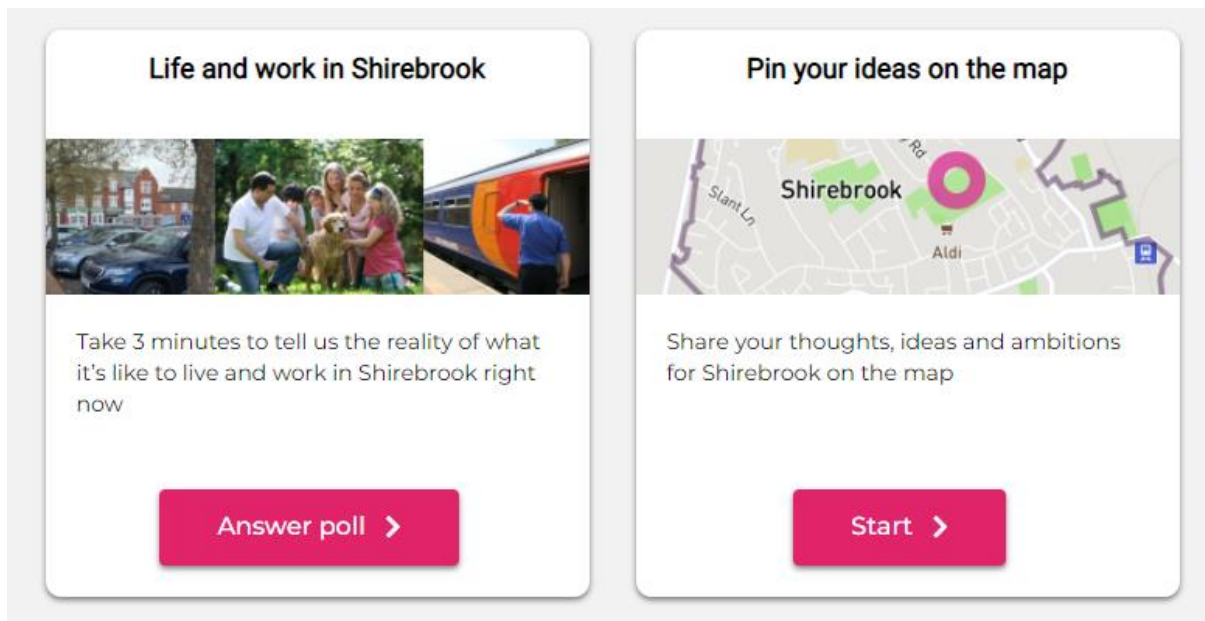 Life and work in Shirebrook
Take 3 minutes to tell us the reality of what
it's like to live and work in Shirebrook right
now
Answer poll
Pin your ideas on the map
Rd
Slant Ln
Shirebrook
Aldi
Share your thoughts, ideas and ambitions
for Shirebrook on the map
Start